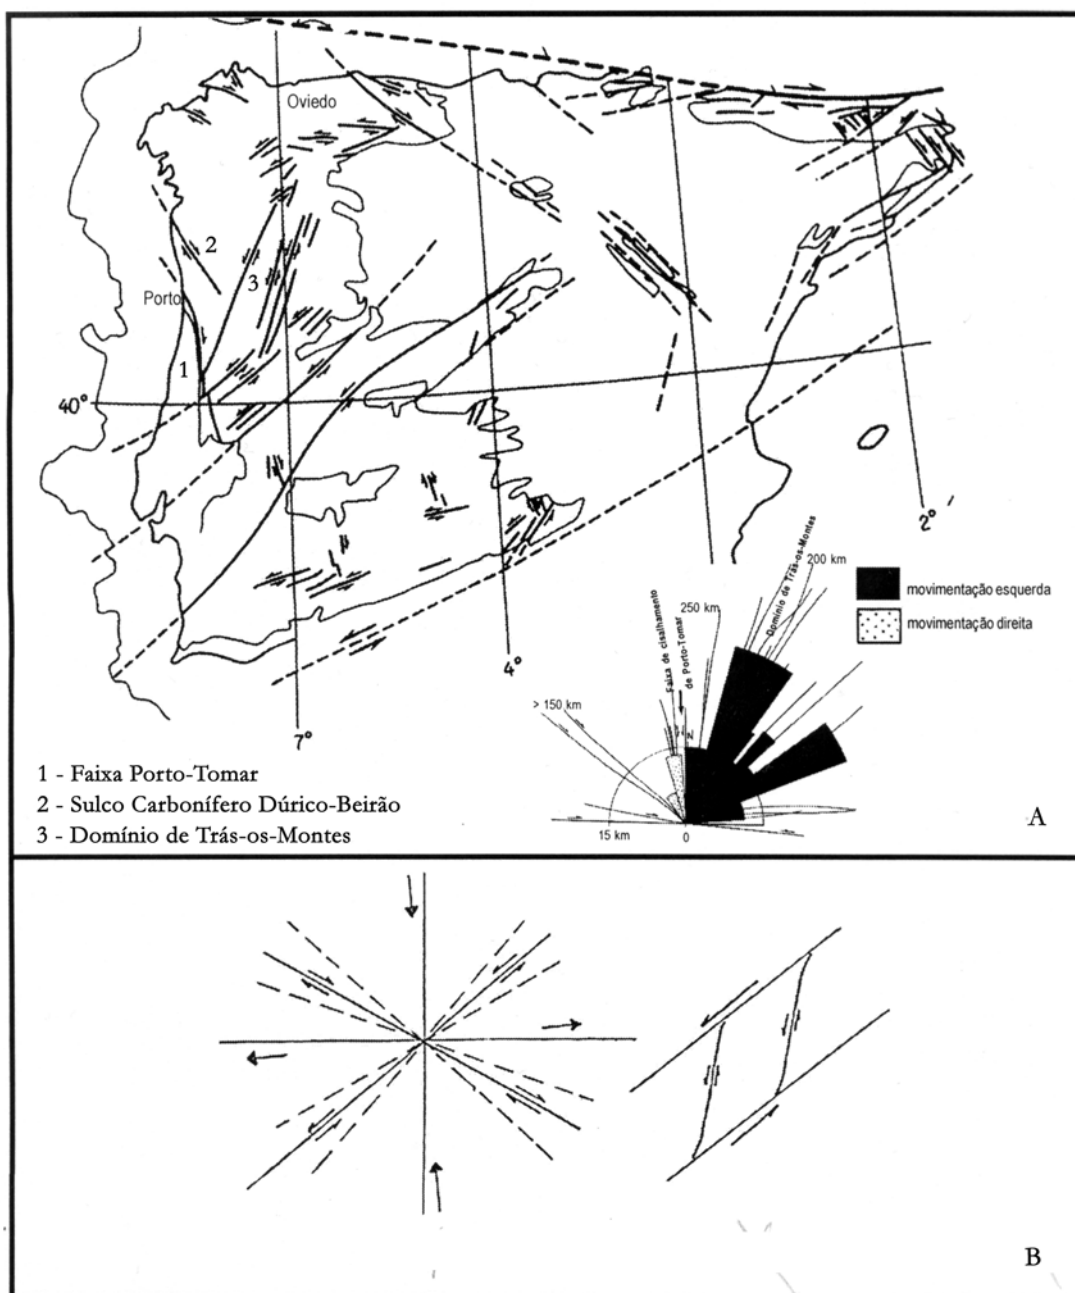 Oviedo
2
3
Porto
1
40°
2°
4°
7°
Faixa de cisalhamento
de Porto-Tomar
250 km
Domínio de Trás-os-Montes
200 km
> 150 km
N
15 km
0
movimentação esquerda
movimentação direita
1 - Faixa Porto-Tomar
2 - Sulco Carbonífero Dúrico-Beirão
3 - Domínio de Trás-os-Montes
A
B